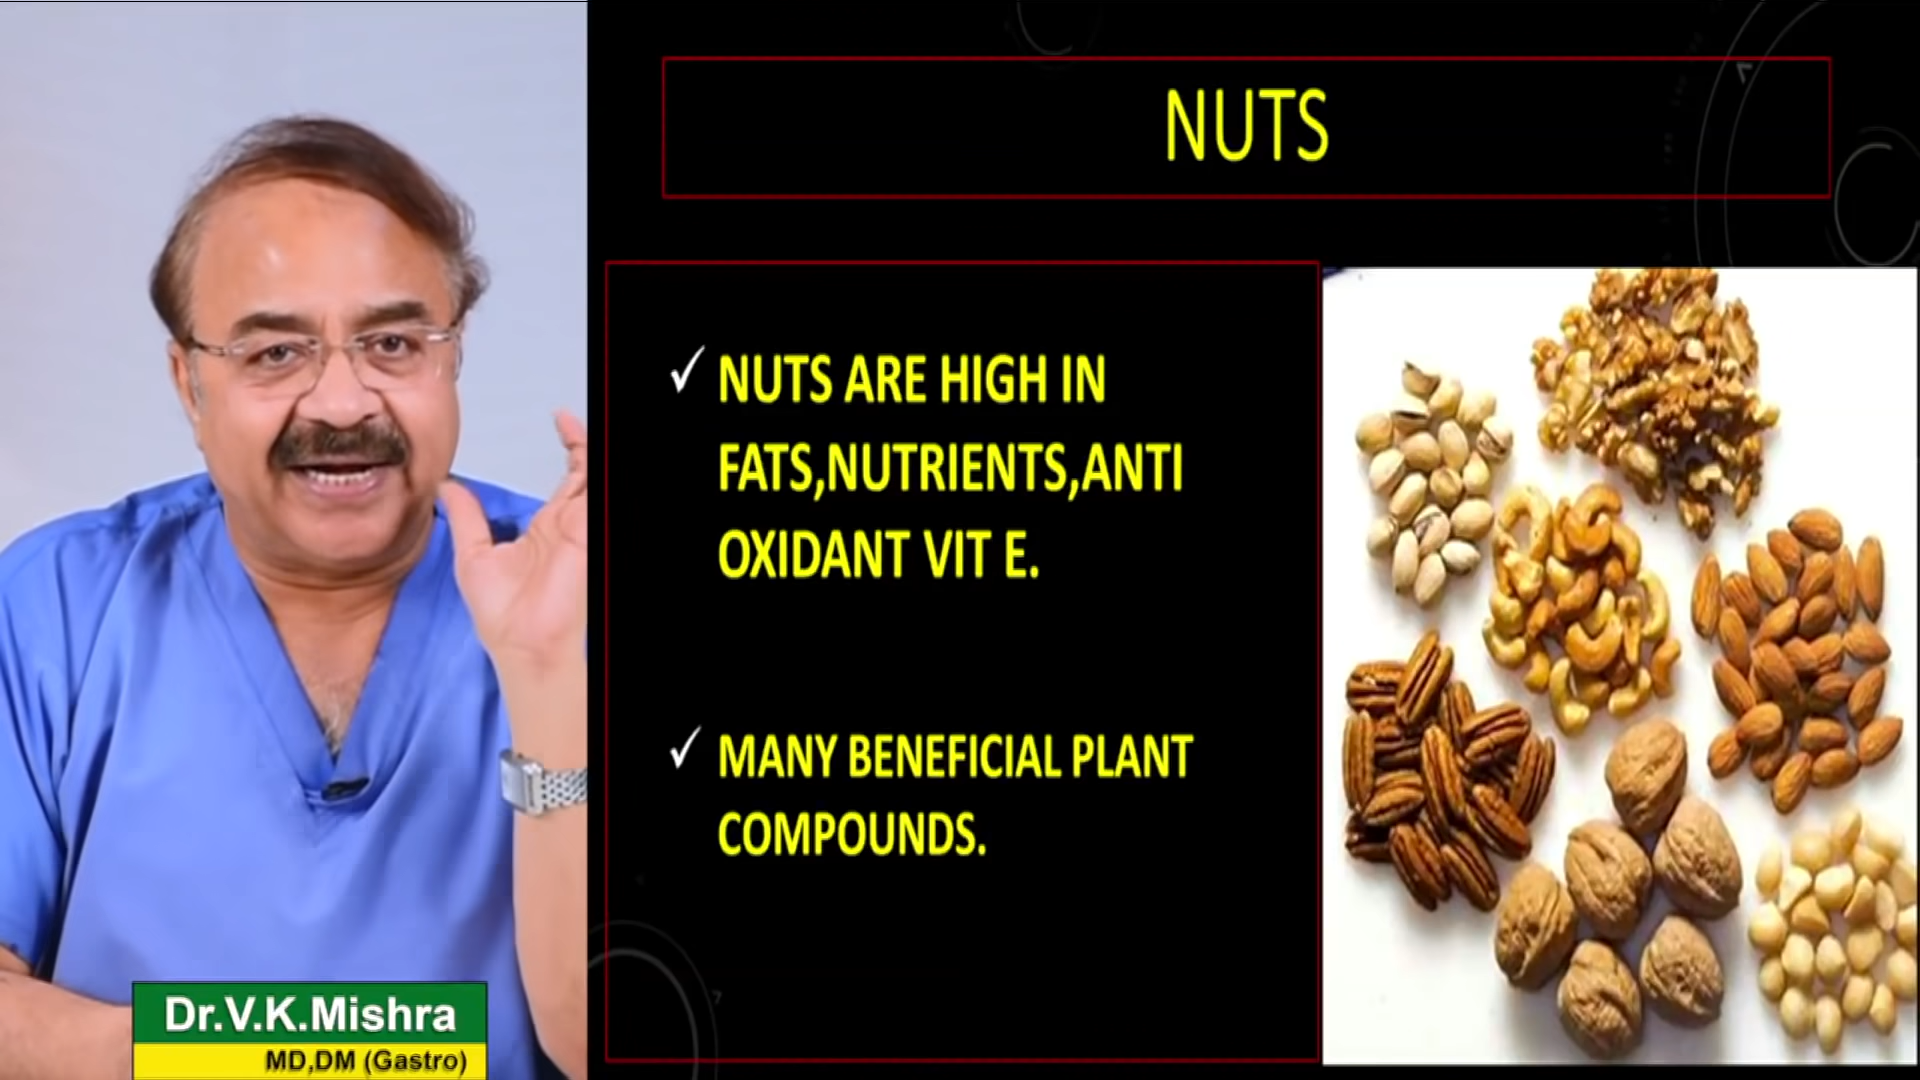 NUTS
✓ NUTS ARE HIGH IN
FATS,NUTRIENTS,ANTI
OXIDANT VIT E.
✓ MANY BENEFICIAL PLANT
COMPOUNDS.
Dr.V.K.Mishra
MD,DM (Gastro)